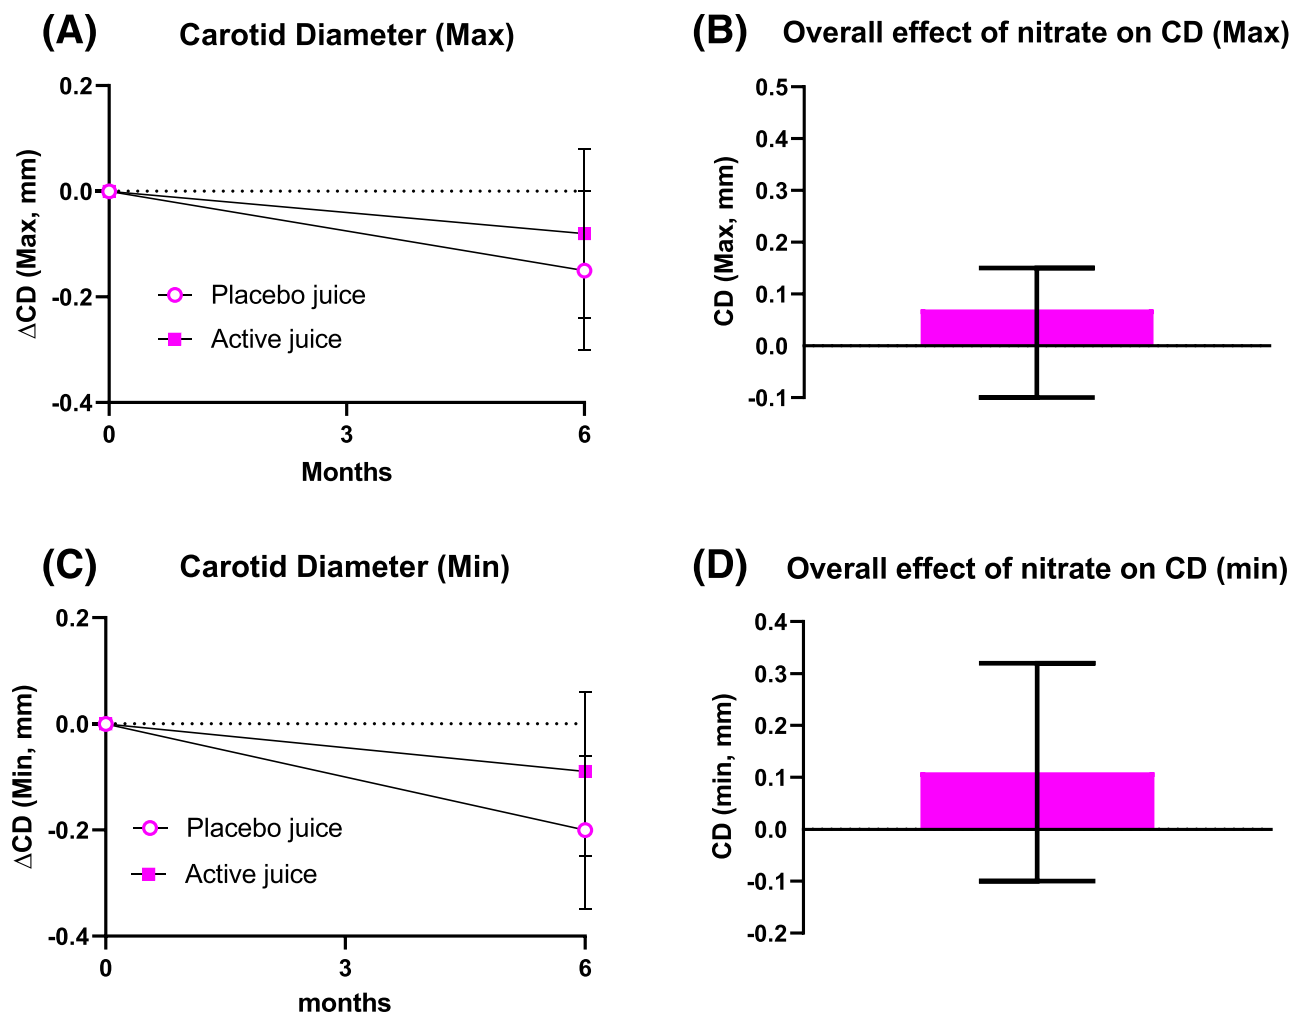 (A) Carotid Diameter (Max)
0.2
0.0
-0.2
-0.4
ΔCD (Max, mm)
Placebo juice
Active juice
0 3 6
Months
(B) Overall effect of nitrate on CD (Max)
0.5
0.4
0.3
0.2
0.1
0.0
-0.1
CD (Max, mm)
(C) Carotid Diameter (Min)
0.2
0.0
-0.2
-0.4
ΔCD (Min, mm)
Placebo juice
Active juice
0 3 6
months
(D) Overall effect of nitrate on CD (min)
0.4
0.3
0.2
0.1
0.0
-0.1
-0.2
CD (min, mm)